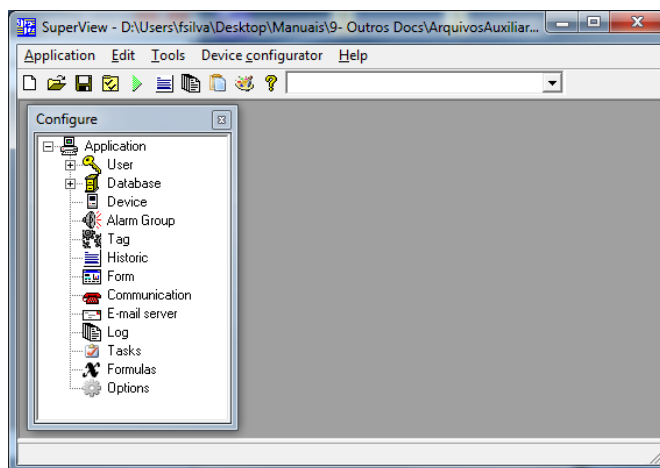 SuperView - D:\Users\fsilva\Desktop\Manuais\9- Outros Docs\ArquivosAuxiliar...
Application Edit Tools Device configurator Help
Configure
Application
User
Database
Device
Alarm Group
Tag
Historic
Form
Communication
E-mail server
Log
Tasks
Formulas
Options